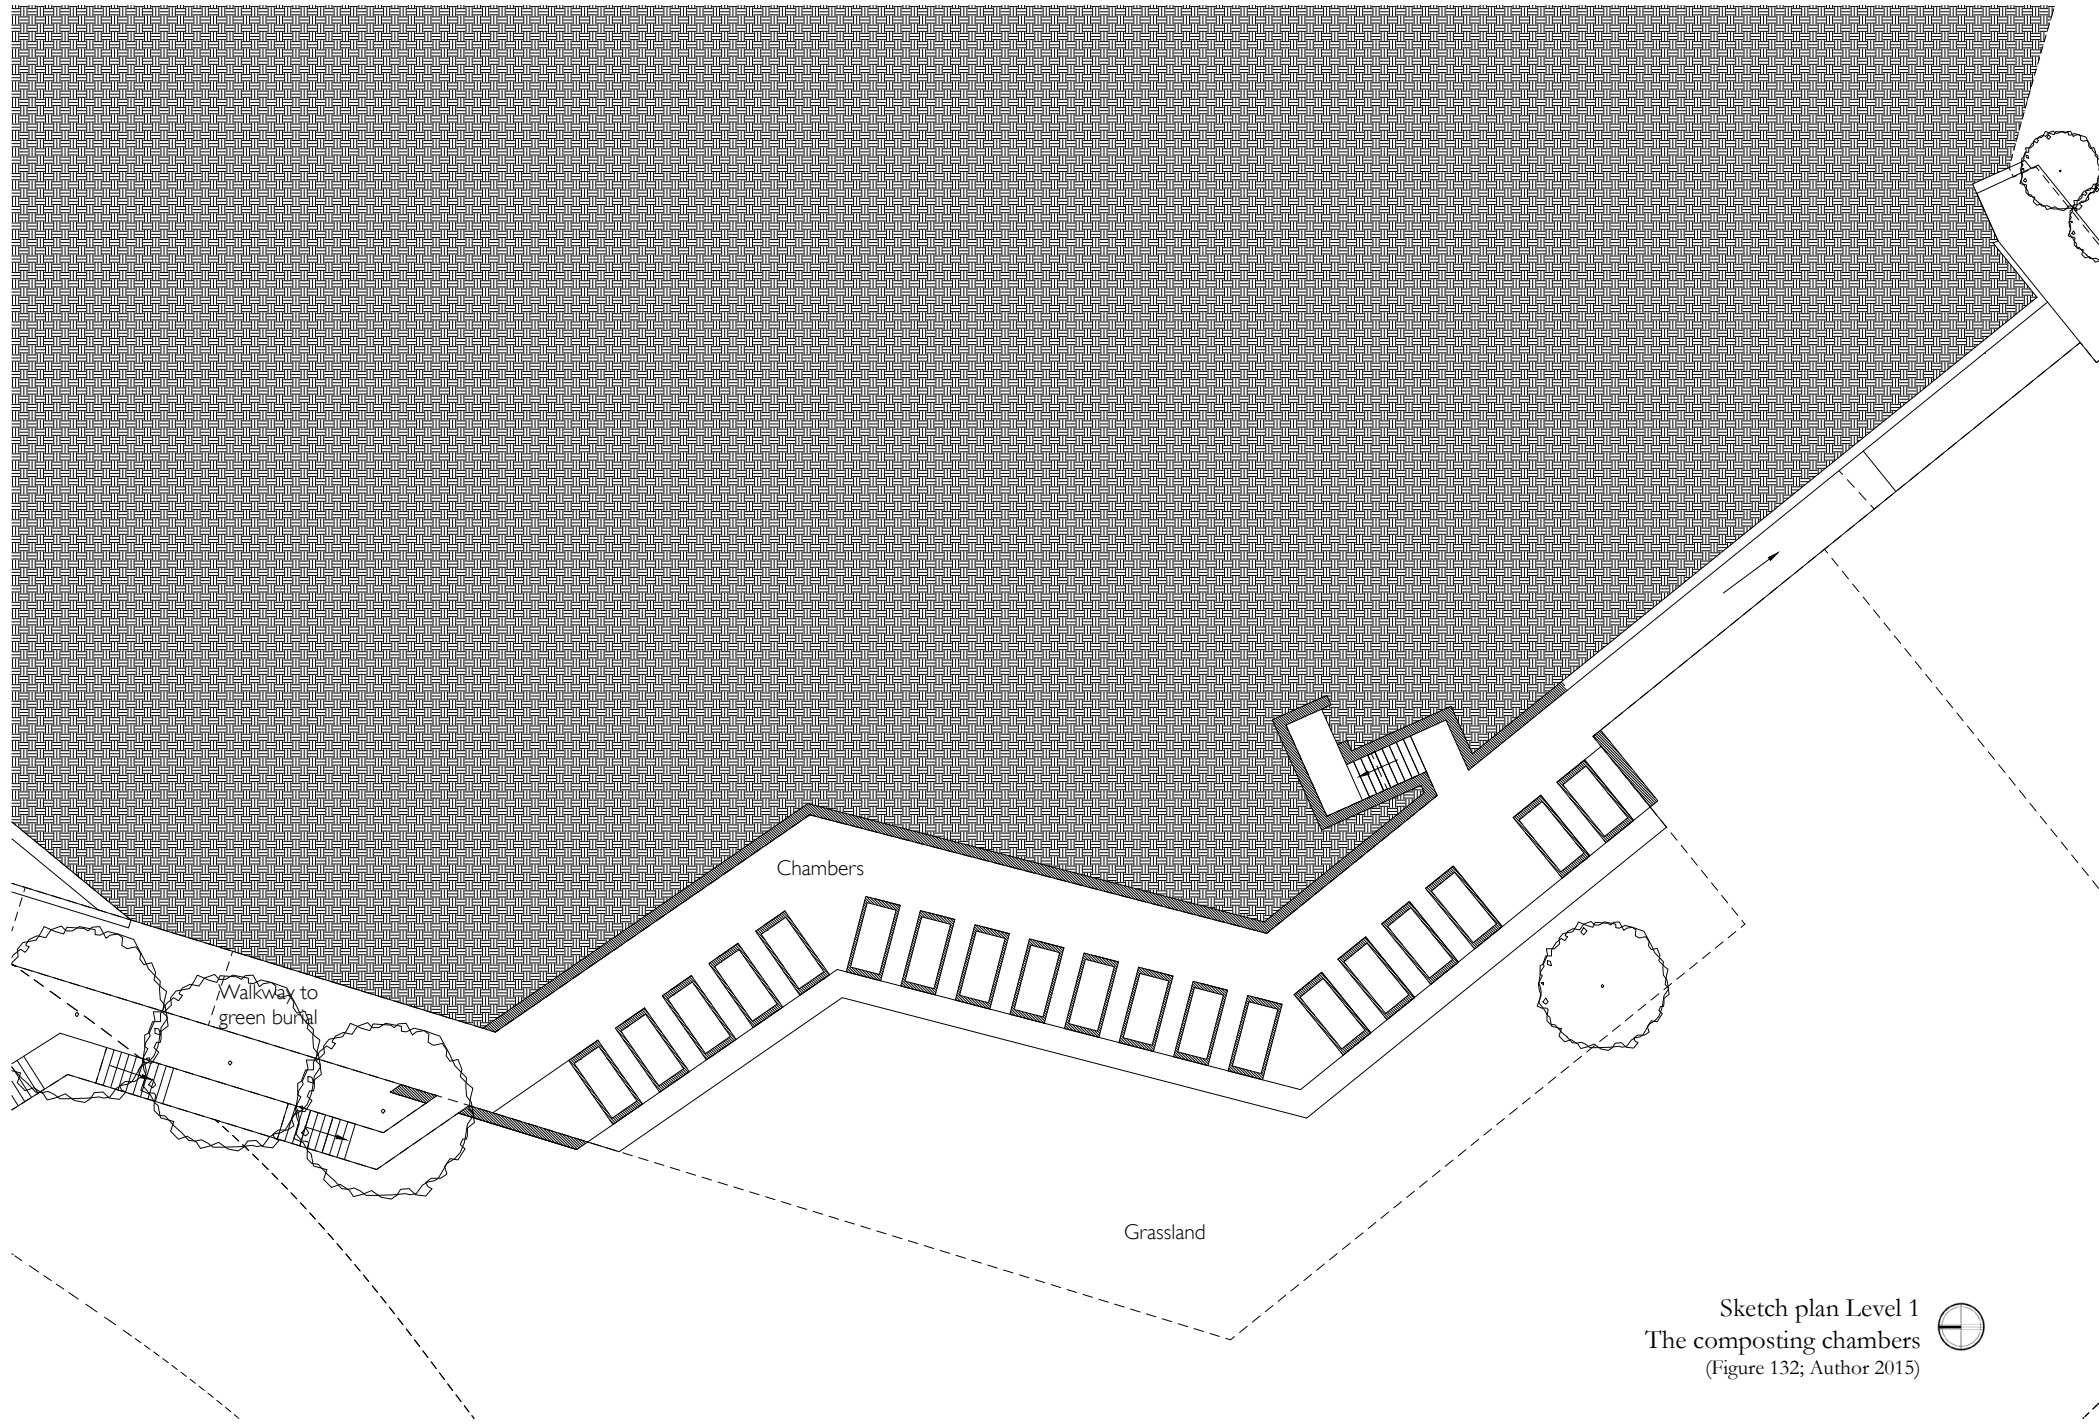 Chambers
Walkway to
green burial
Grassland
Sketch plan Level 1
The composting chambers
(Figure 132; Author 2015)